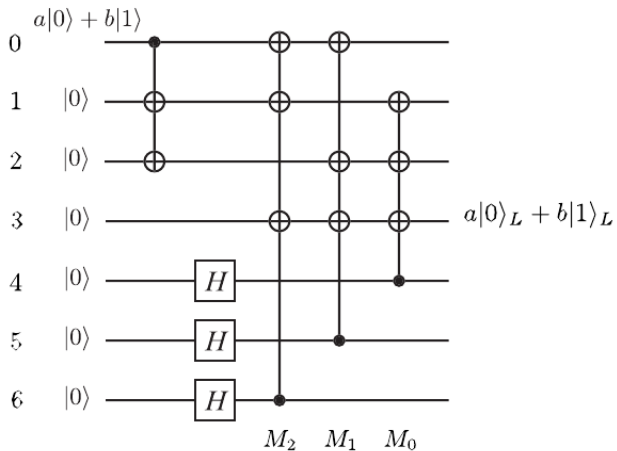 a|0⟩ + b|1⟩
0
1 |0⟩
2 |0⟩
3 |0⟩ a|0⟩_L + b|1⟩_L
4 |0⟩ H
5 |0⟩ H
6 |0⟩ H
M_2 M_1 M_0